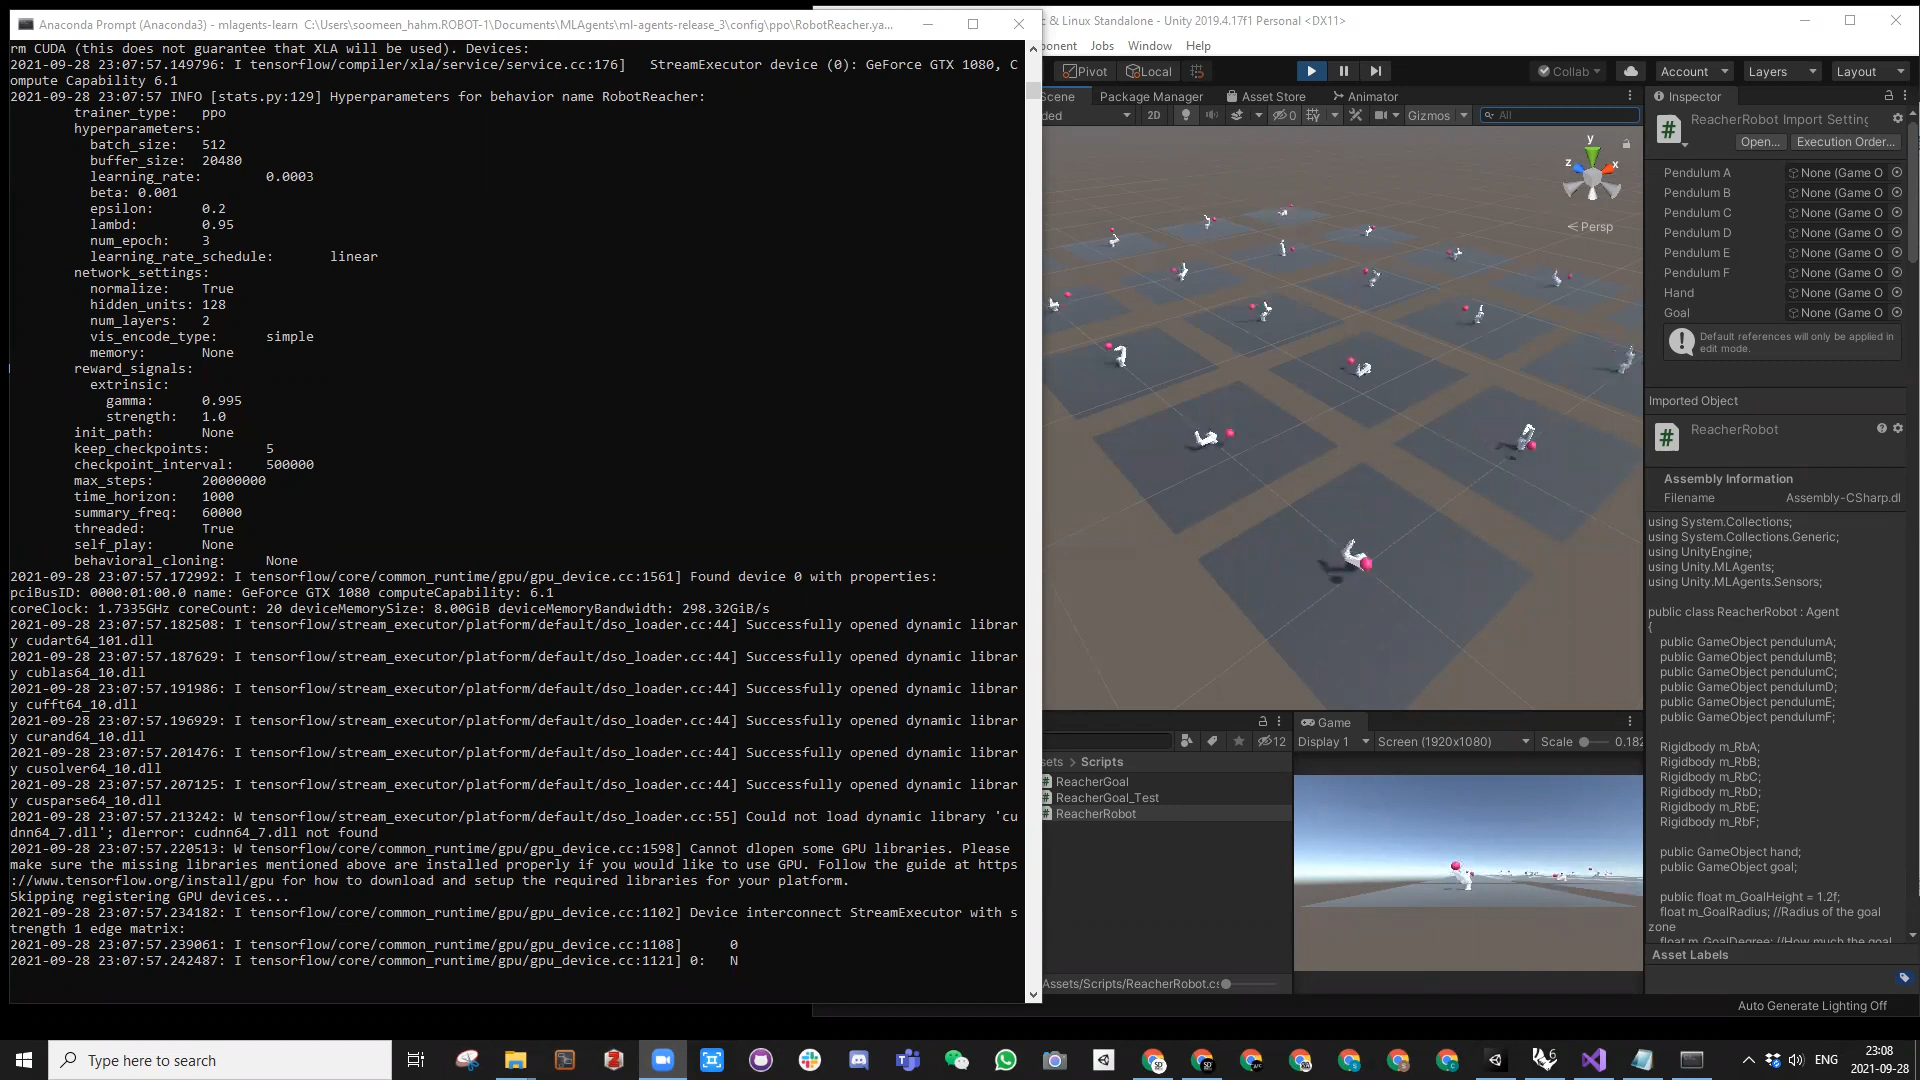 Anaconda Prompt (Anaconda3) - mlagents-learn  C:\Users\soomeen_hahm.ROBOT-1\Documents\MLAgents\ml-agents-release_3\config\ppo\RobotReacher.ya...
rm CUDA (this does not guarantee that XLA will be used). Devices:
2021-09-28 23:07:57.149796: I tensorflow/compiler/xla/service/service.cc:176]   StreamExecutor device (0): GeForce GTX 1080, C
ompute Capability 6.1
2021-09-28 23:07:57 INFO [stats.py:129] Hyperparameters for behavior name RobotReacher:
trainer_type:   ppo
hyperparameters:
batch_size:   512
buffer_size:  20480
learning_rate:        0.0003
beta: 0.001
epsilon:      0.2
lambd:        0.95
num_epoch:    3
learning_rate_schedule:       linear
network_settings:
normalize:    True
hidden_units: 128
num_layers:   2
vis_encode_type:      simple
memory:       None
reward_signals:
extrinsic:
gamma:      0.995
strength:   1.0
init_path:    None
keep_checkpoints:     5
checkpoint_interval:  500000
max_steps:    20000000
time_horizon: 1000
summary_freq: 60000
threaded:     True
self_play:    None
behavioral_cloning:   None
2021-09-28 23:07:57.172992: I tensorflow/core/common_runtime/gpu/gpu_device.cc:1561] Found device 0 with properties:
pciBusID: 0000:01:00.0 name: GeForce GTX 1080 computeCapability: 6.1
coreClock: 1.7335GHz coreCount: 20 deviceMemorySize: 8.00GiB deviceMemoryBandwidth: 298.32GiB/s
2021-09-28 23:07:57.182508: I tensorflow/stream_executor/platform/default/dso_loader.cc:44] Successfully opened dynamic librar
y cudart64_101.dll
2021-09-28 23:07:57.187629: I tensorflow/stream_executor/platform/default/dso_loader.cc:44] Successfully opened dynamic librar
y cublas64_10.dll
2021-09-28 23:07:57.191986: I tensorflow/stream_executor/platform/default/dso_loader.cc:44] Successfully opened dynamic librar
y cufft64_10.dll
2021-09-28 23:07:57.196929: I tensorflow/stream_executor/platform/default/dso_loader.cc:44] Successfully opened dynamic librar
y curand64_10.dll
2021-09-28 23:07:57.201476: I tensorflow/stream_executor/platform/default/dso_loader.cc:44] Successfully opened dynamic librar
y cusolver64_10.dll
2021-09-28 23:07:57.207125: I tensorflow/stream_executor/platform/default/dso_loader.cc:44] Successfully opened dynamic librar
y cusparse64_10.dll
2021-09-28 23:07:57.213242: W tensorflow/stream_executor/platform/default/dso_loader.cc:55] Could not load dynamic library 'cu
dnn64_7.dll'; dlerror: cudnn64_7.dll not found
2021-09-28 23:07:57.220513: W tensorflow/core/common_runtime/gpu/gpu_device.cc:1598] Cannot dlopen some GPU libraries. Please
make sure the missing libraries mentioned above are installed properly if you would like to use GPU. Follow the guide at https
://www.tensorflow.org/install/gpu for how to download and setup the required libraries for your platform.
Skipping registering GPU devices...
2021-09-28 23:07:57.234182: I tensorflow/core/common_runtime/gpu/gpu_device.cc:1102] Device interconnect StreamExecutor with s
trength 1 edge matrix:
2021-09-28 23:07:57.239061: I tensorflow/core/common_runtime/gpu/gpu_device.cc:1108]      0
2021-09-28 23:07:57.242487: I tensorflow/core/common_runtime/gpu/gpu_device.cc:1121] 0:   N
c & Linux Standalone - Unity 2019.4.17f1 Personal <DX11>
ponent Jobs Window Help
Pivot Local Collab Account Layers Layout
Scene Package Manager Asset Store Animator
ded 2D 0 Gizmos All
y
z x
< Persp
Inspector
ReacherRobot Import Setting
Open... Execution Order...
Pendulum A None (Game O
Pendulum B None (Game O
Pendulum C None (Game O
Pendulum D None (Game O
Pendulum E None (Game O
Pendulum F None (Game O
Hand None (Game O
Goal None (Game O
Default references will only be applied in
edit mode.
Imported Object
ReacherRobot
Assembly Information
Filename Assembly-CSharp.dl
using System.Collections;
using System.Collections.Generic;
using UnityEngine;
using Unity.MLAgents;
using Unity.MLAgents.Sensors;
public class ReacherRobot : Agent
{
public GameObject pendulumA;
public GameObject pendulumB;
public GameObject pendulumC;
public GameObject pendulumD;
public GameObject pendulumE;
public GameObject pendulumF;
Rigidbody m_RbA;
Rigidbody m_RbB;
Rigidbody m_RbC;
Rigidbody m_RbD;
Rigidbody m_RbE;
Rigidbody m_RbF;
public GameObject hand;
public GameObject goal;
public float m_GoalHeight = 1.2f;
float m_GoalRadius; //Radius of the goal
zone
float m_GoalDegree; //How much the goal
Asset Labels
12
sets > Scripts
ReacherGoal
ReacherGoal_Test
ReacherRobot
Assets/Scripts/ReacherRobot.cs
Game
Display 1 Screen (1920x1080) Scale 0.182
Auto Generate Lighting Off
Type here to search
ENG
23:08
2021-09-28